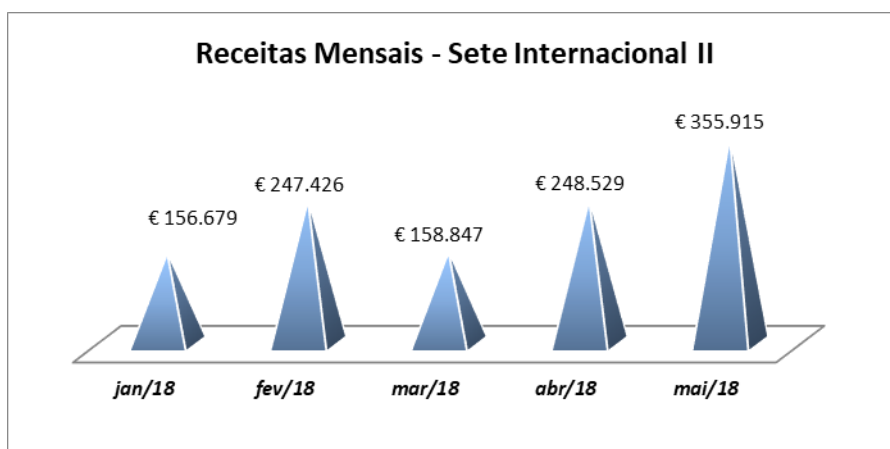 Receitas Mensais - Sete Internacional II
€ 355.915
€ 247.426
€ 248.529
€ 156.679
€ 158.847
jan/18
fev/18
mar/18
abr/18
mai/18